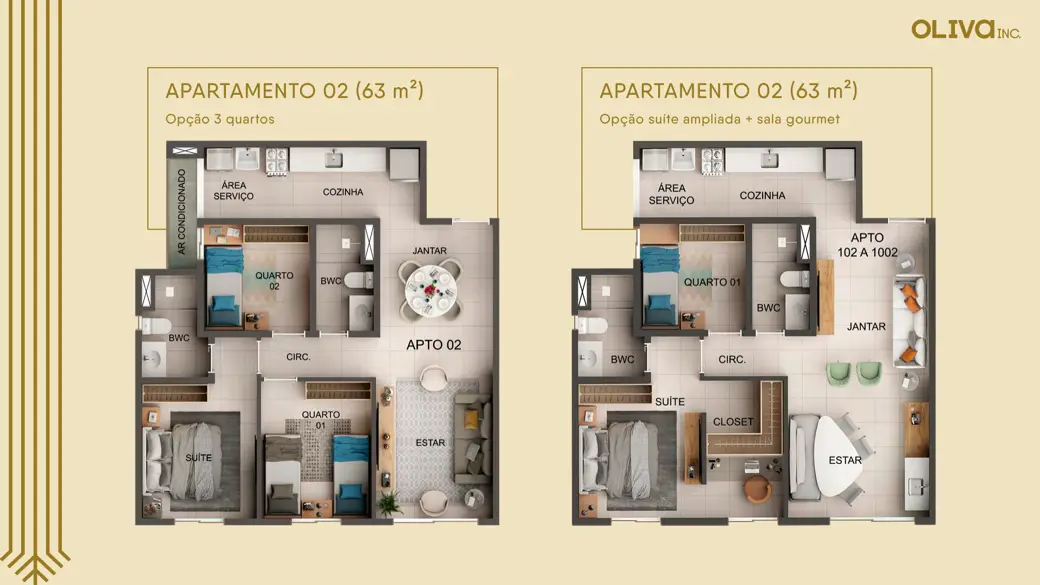 OLIVA INC.
APARTAMENTO 02 (63 m²)
Opção 3 quartos
AR CONDICIONADO
ÁREA
SERVIÇO
COZINHA
QUARTO
02
BWC
JANTAR
BWC
CIRC.
APTO 02
SUÍTE
QUARTO
01
ESTAR
APARTAMENTO 02 (63 m²)
Opção suíte ampliada + sala gourmet
ÁREA
SERVIÇO
COZINHA
APTO
102 A 1002
QUARTO 01
BWC
JANTAR
BWC
CIRC.
SUÍTE
CLOSET
ESTAR